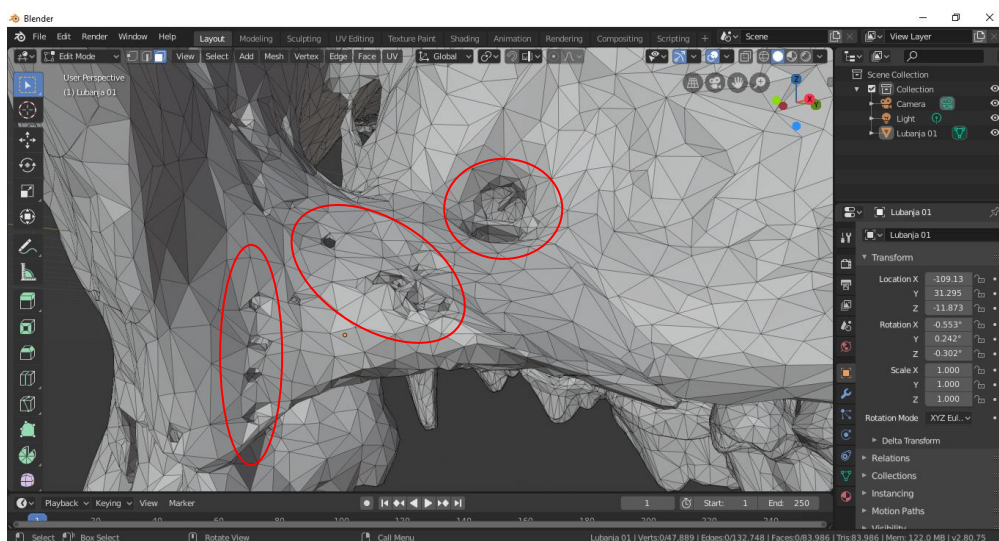 Blender
File Edit Render Window Help Layout Modeling Sculpting UV Editing Texture Paint Shading Animation Rendering Compositing Scripting + Scene View Layer
Edit Mode View Select Add Mesh Vertex Edge Face UV Global
User Perspective
(1) Lubanja 01
Scene Collection
Collection
Camera
Light
Lubanja 01
Lubanja 01
Lubanja 01
Transform
Location X -109.13
Y 31.295
Z -11.873
Rotation X -0.553°
Y 0.242°
Z -0.302°
Scale X 1.000
Y 1.000
Z 1.000
Rotation Mode XYZ Eul..
Delta Transform
Relations
Collections
Instancing
Motion Paths
Visibility
Z
X
Y
Playback Keying View Marker 1 Start: 1 End: 250
20 40 60 80 100 120 140 160 180 200 220 240
Select Box Select Rotate View Call Menu Lubanja 01 | Verts:0/47.889 | Edges:0/132.748 | Faces:0/83.986 | Tris:83.986 | Mem: 122.0 MB | v2.80.75